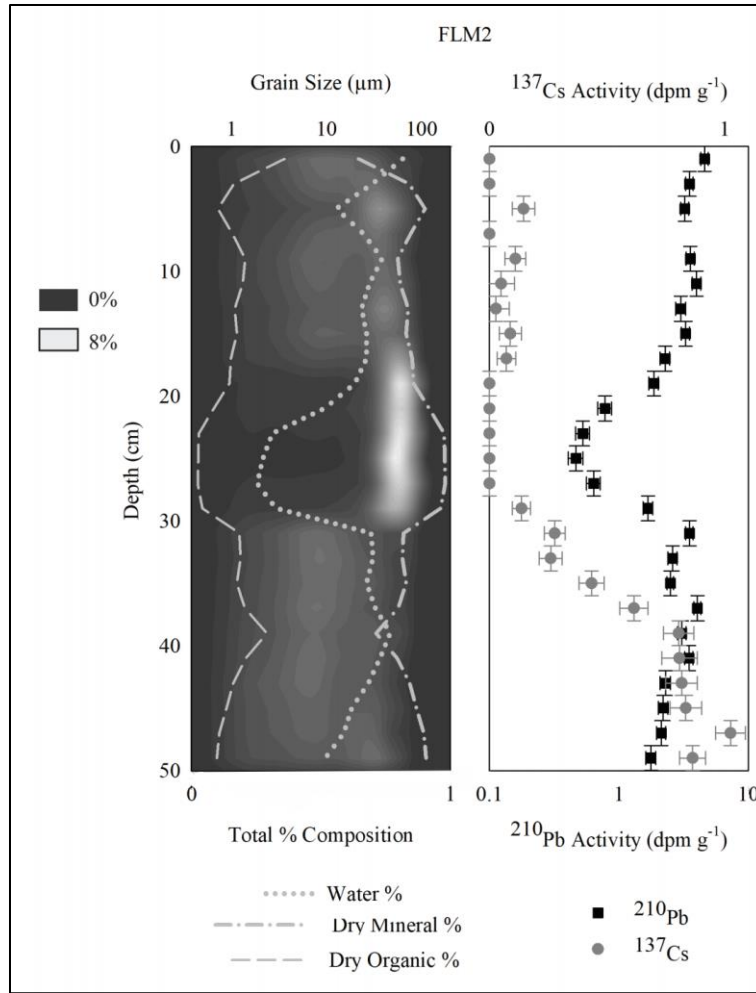 FLM2
Grain Size (µm)
1 10 100
¹³⁷Cs Activity (dpm g⁻¹)
0 1
0
10
20
30
40
50
Depth (cm)
0%
8%
0 1
Total % Composition
0.1 1 10
²¹⁰Pb Activity (dpm g⁻¹)
Water %
Dry Mineral %
Dry Organic %
²¹⁰Pb
¹³⁷Cs